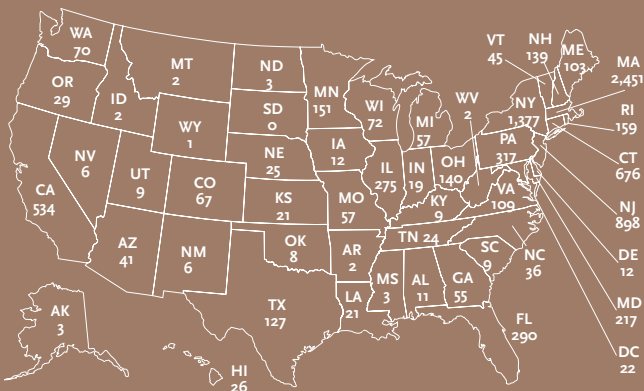 WA
70
OR
29
ID
2
MT
2
ND
3
SD
0
WY
1
NE
25
NV
6
UT
9
CO
67
CA
534
KS
21
AZ
41
NM
6
OK
8
TX
127
MN
151
IA
12
MO
57
AR
2
LA
21
WI
72
IL
275
MI
57
IN
19
OH
140
KY
9
TN 24
MS
3
AL
11
GA
55
FL
290
SC
9
NC
36
VA
109
WV
2
PA
317
NY
1,377
VT
45
NH
139
ME
103
MA
2,451
RI
159
CT
676
NJ
898
DE
12
MD
217
DC
22
AK
3
HI
26